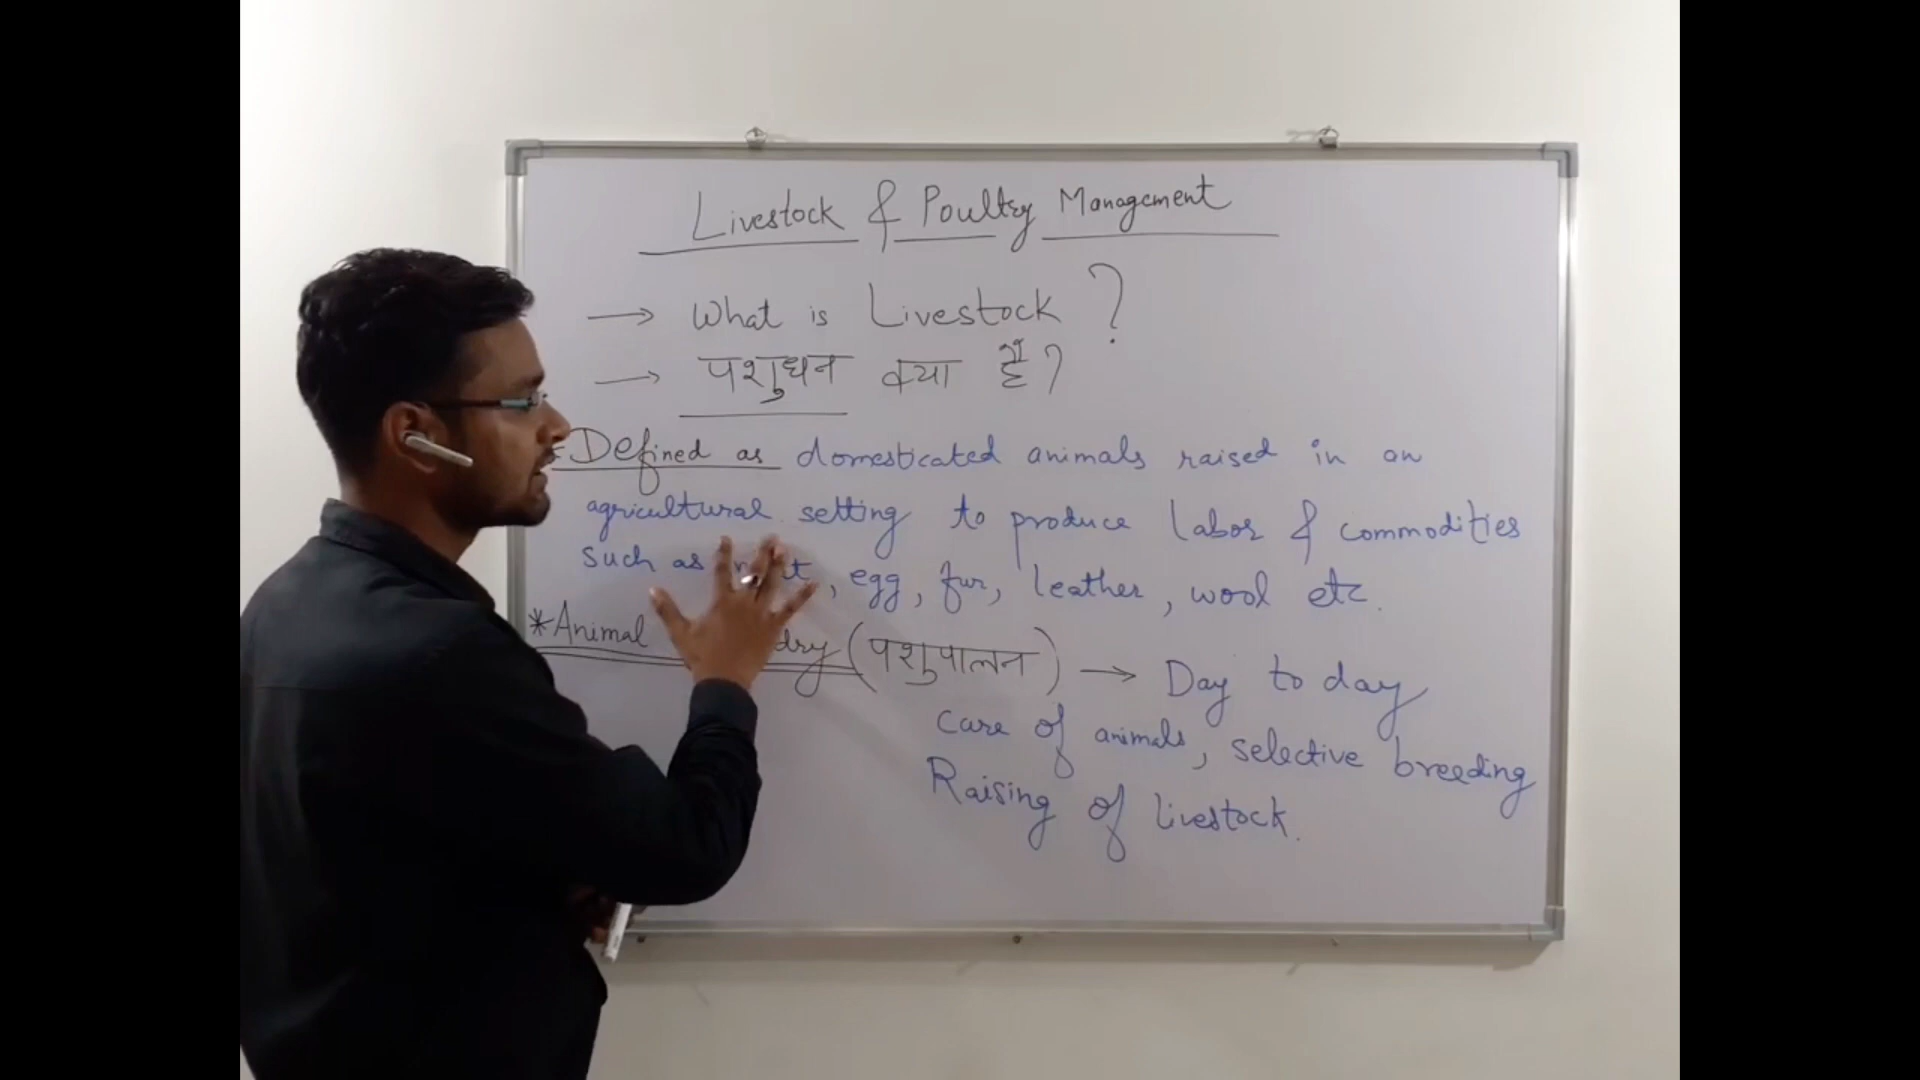 Livestock & Poultry Management
→ What is Livestock ?
→ पशुधन क्या है?
Defined as domesticated animals raised in an
agricultural setting to produce labor & commodities
such as , egg, fur, leather, wool etc.
*Animal (पशुपालन) → Day to day
care of animals, selective breeding
Raising of livestock.